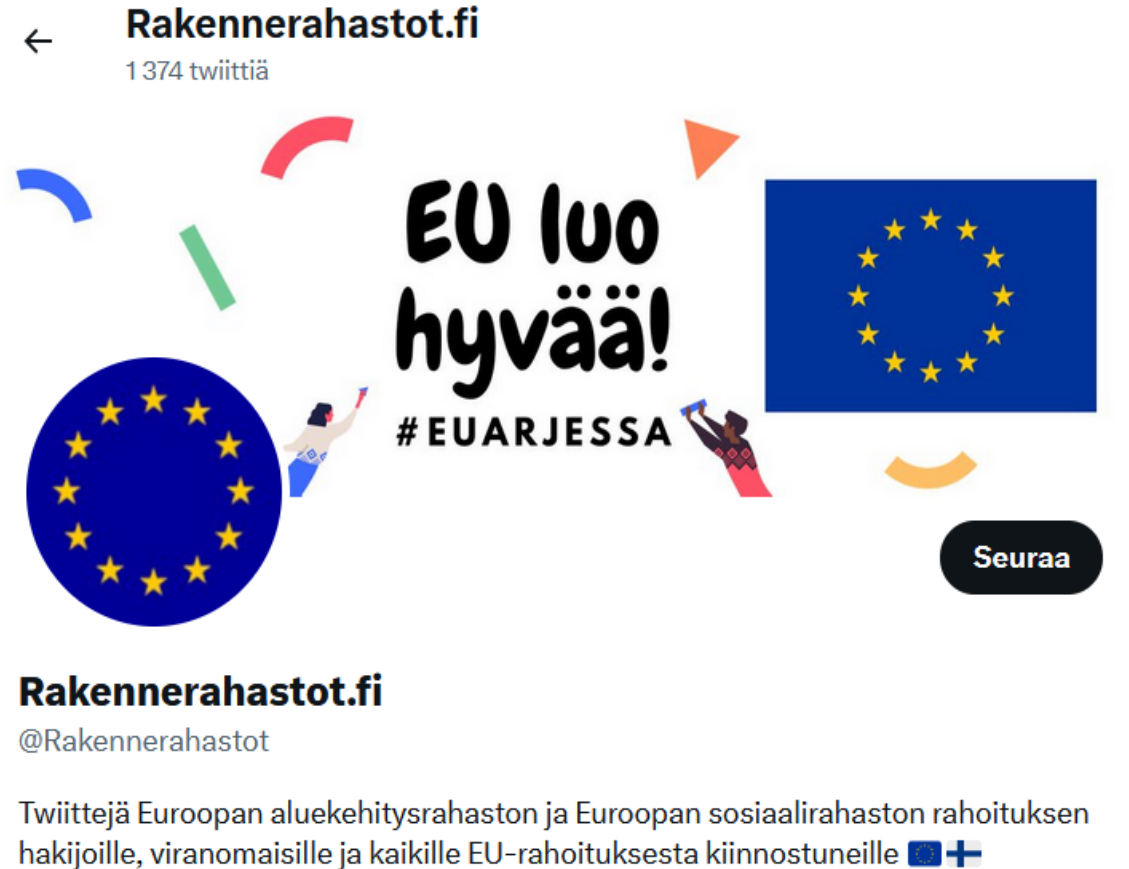 Rakennerahastot.fi
1 374 twiittiä
EU luo
hyvää!
#EUARJESSA
Seuraa
Rakennerahastot.fi
@Rakennerahastot
Twiittejä Euroopan aluekehitysrahaston ja Euroopan sosiaalirahaston rahoituksen
hakijoille, viranomaisille ja kaikille EU-rahoituksesta kiinnostuneille 🇪🇺🇫🇮